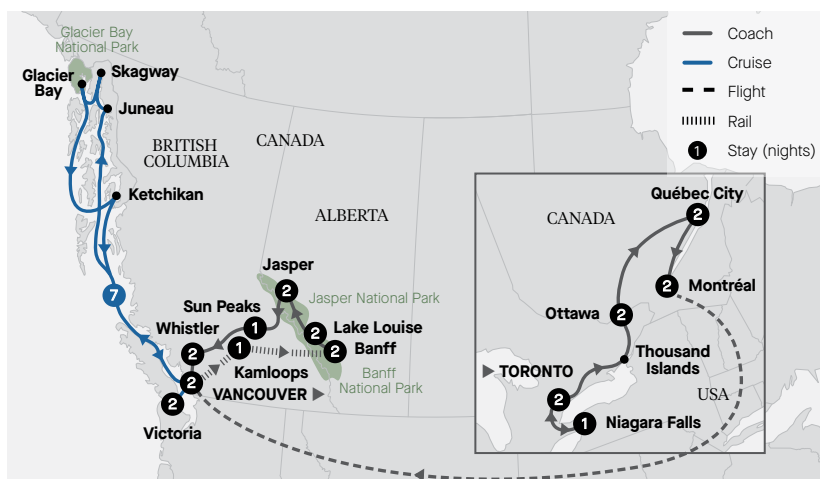 Glacier Bay
National Park
Glacier
Bay
Skagway
Juneau
BRITISH
COLUMBIA
CANADA
Ketchikan
ALBERTA
Jasper
2
Jasper National Park
7
Sun Peaks
1
Whistler
2
Lake Louise
2
1
Banff
2
Kamloops
Banff
National Park
2
VANCOUVER
2
Victoria
Coach
Cruise
Flight
Rail
1 Stay (nights)
Québec City
2
CANADA
Montréal
2
Ottawa
2
Thousand
Islands
TORONTO
2
USA
1
Niagara Falls